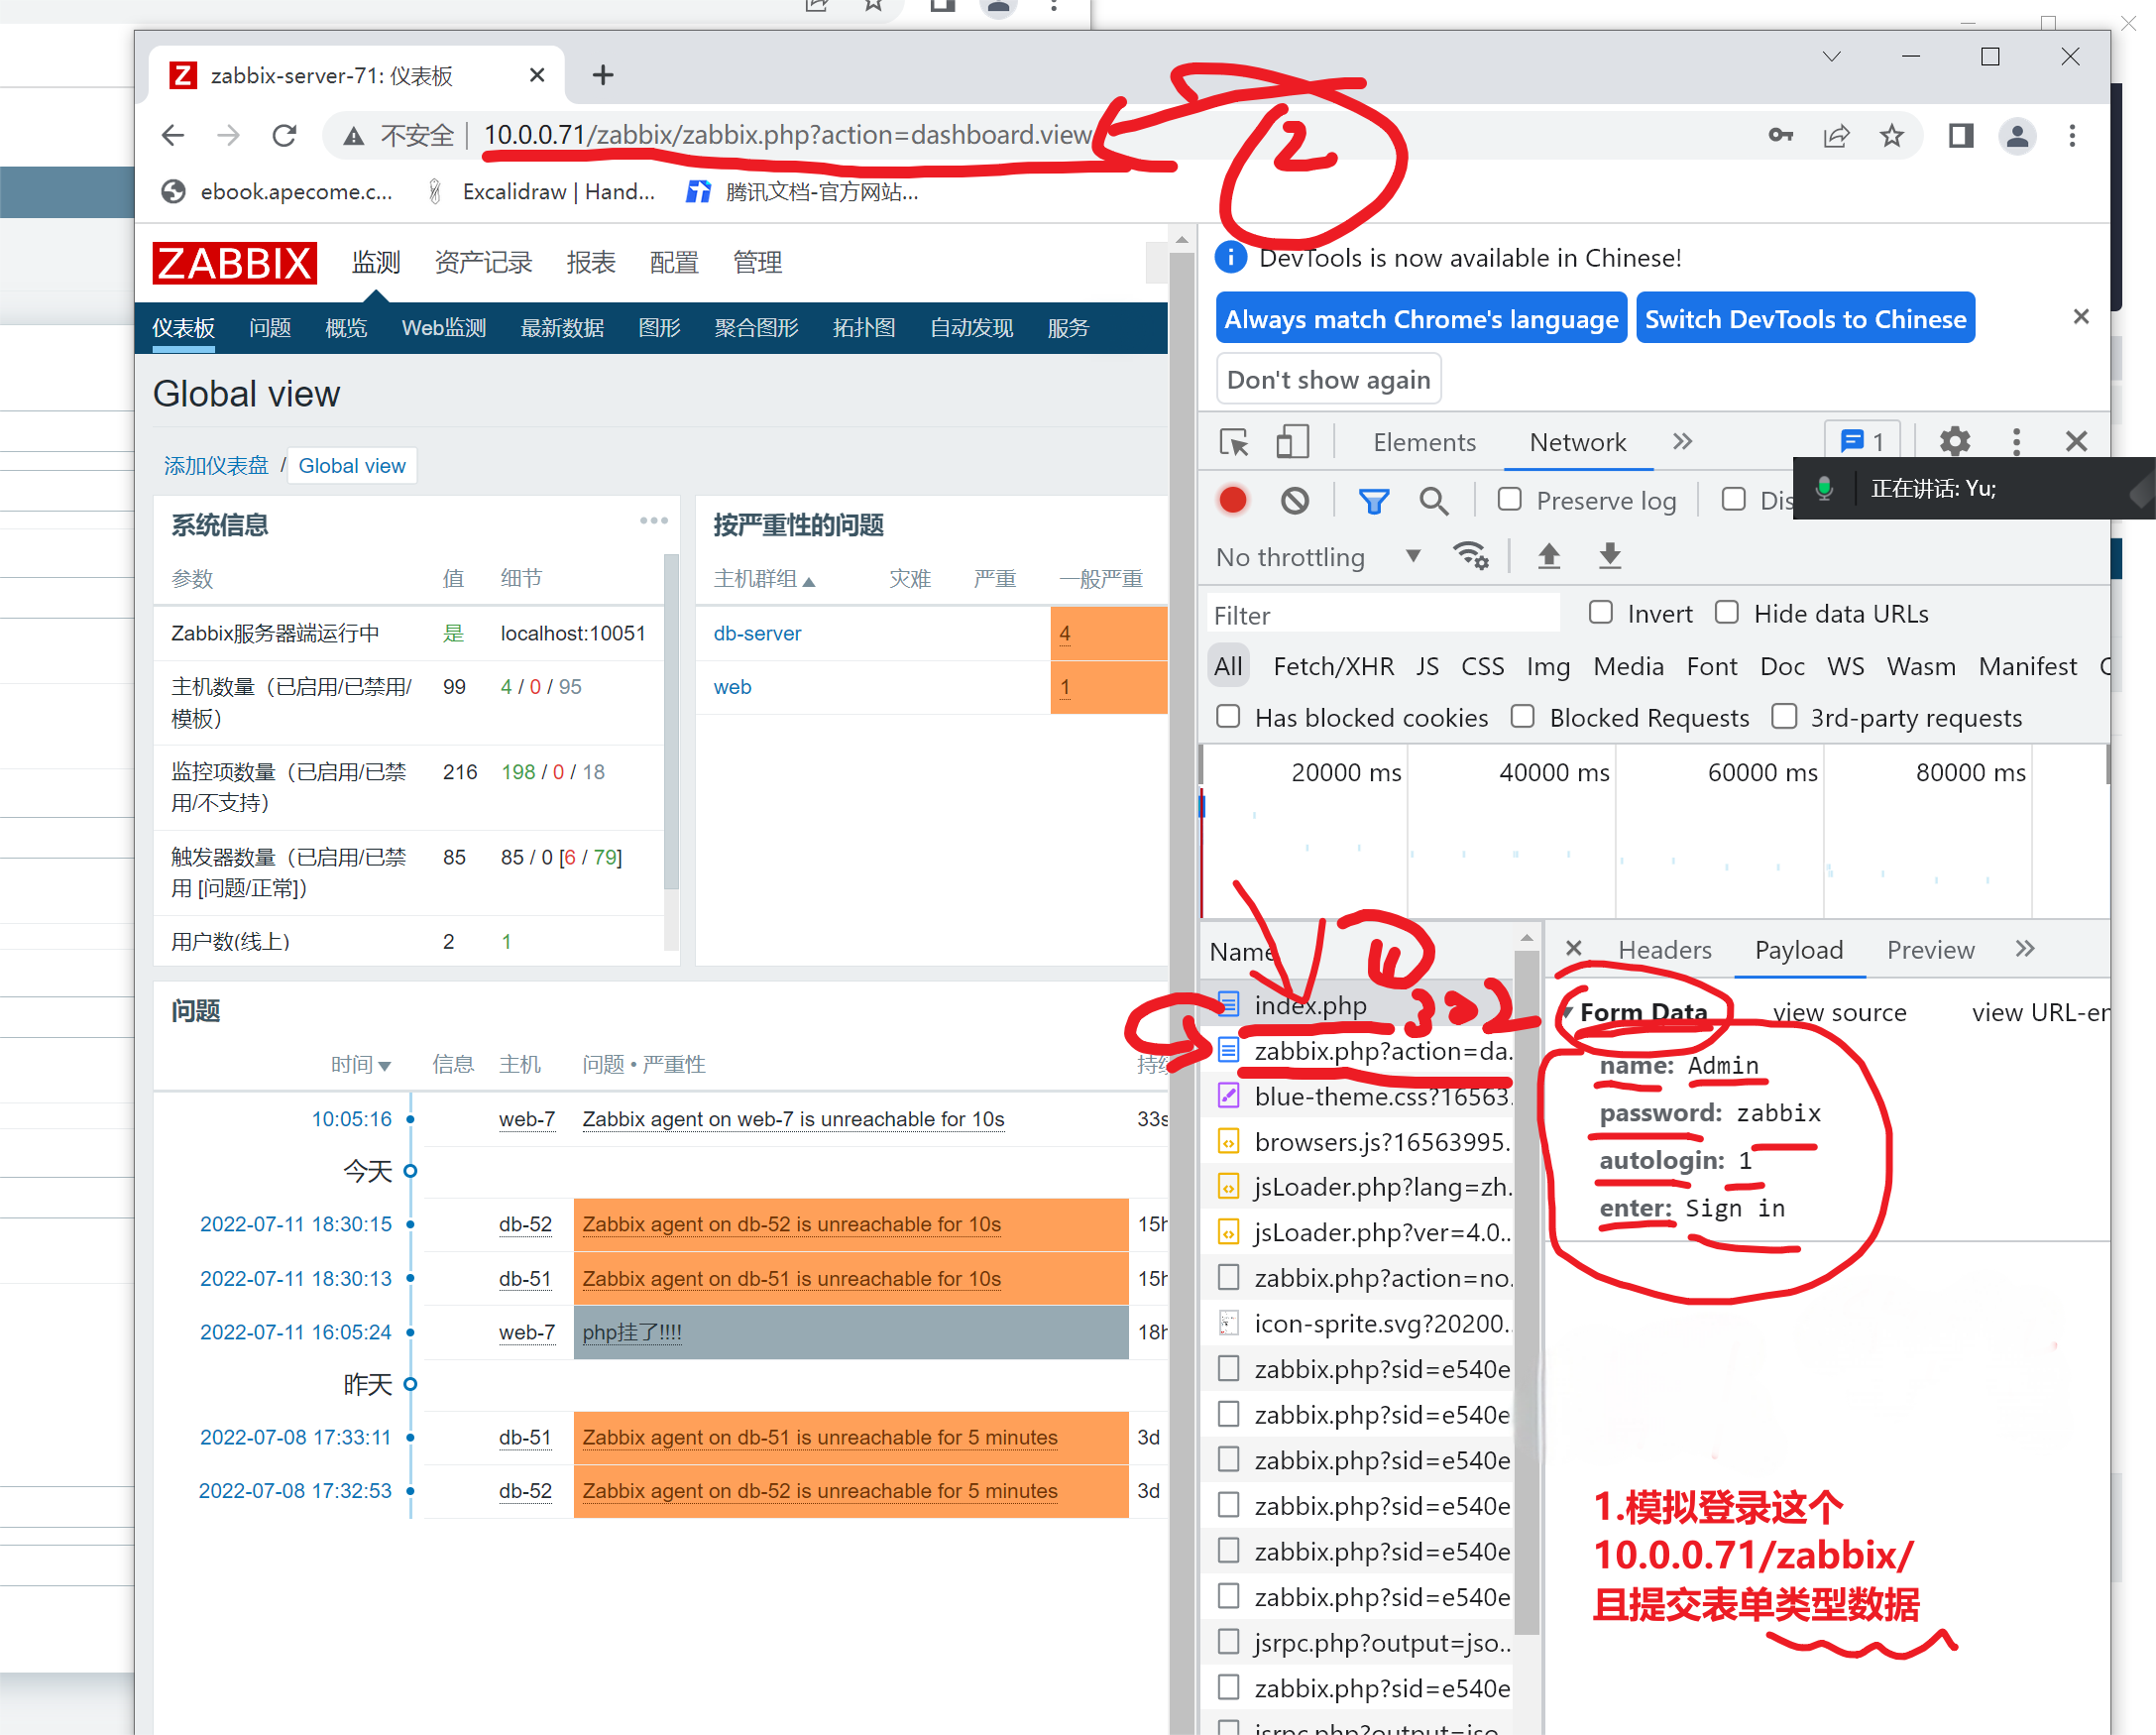 zabbix-server-71: 仪表板
不安全 10.0.0.71/zabbix/zabbix.php?action=dashboard.view
②
ebook.apecome.c... Excalidraw | Hand... 腾讯文档-官方网站...
ZABBIX 监测 资产记录 报表 配置 管理
仪表板 问题 概览 Web监测 最新数据 图形 聚合图形 拓扑图 自动发现 服务
Global view
添加仪表盘 / Global view
系统信息
参数 值 细节
Zabbix服务器端运行中 是 localhost:10051
主机数量（已启用/已禁用/ 99 4 / 0 / 95
模板）
监控项数量（已启用/已禁 216 198 / 0 / 18
用/不支持）
触发器数量（已启用/已禁 85 85 / 0 [6 / 79]
用 [问题/正常]）
用户数(线上) 2 1
按严重性的问题
主机群组 灾难 严重 一般严重
db-server 4
web 1
问题
时间 信息 主机 问题 • 严重性 持续
10:05:16 web-7 Zabbix agent on web-7 is unreachable for 10s 33s
今天
2022-07-11 18:30:15 db-52 Zabbix agent on db-52 is unreachable for 10s 15h
2022-07-11 18:30:13 db-51 Zabbix agent on db-51 is unreachable for 10s 15h
2022-07-11 16:05:24 web-7 php挂了!!!! 18h
昨天
2022-07-08 17:33:11 db-51 Zabbix agent on db-51 is unreachable for 5 minutes 3d
2022-07-08 17:32:53 db-52 Zabbix agent on db-52 is unreachable for 5 minutes 3d
DevTools is now available in Chinese!
Always match Chrome's language Switch DevTools to Chinese
Don't show again
Elements Network 1
Preserve log Dis
正在讲话: Yu;
No throttling
Filter Invert Hide data URLs
All Fetch/XHR JS CSS Img Media Font Doc WS Wasm Manifest
Has blocked cookies Blocked Requests 3rd-party requests
20000 ms 40000 ms 60000 ms 80000 ms
Name
index.php
zabbix.php?action=da...
blue-theme.css?16563...
browsers.js?16563995...
jsLoader.php?lang=zh...
jsLoader.php?ver=4.0...
zabbix.php?action=no...
icon-sprite.svg?20200...
zabbix.php?sid=e540e
zabbix.php?sid=e540e
zabbix.php?sid=e540e
zabbix.php?sid=e540e
zabbix.php?sid=e540e
zabbix.php?sid=e540e
jsrpc.php?output=jso...
zabbix.php?sid=e540e
jsrpc.php?output=jso...
Headers Payload Preview
Form Data view source view URL-en
name: Admin
password: zabbix
autologin: 1
enter: Sign in
1.模拟登录这个
10.0.0.71/zabbix/
且提交表单类型数据